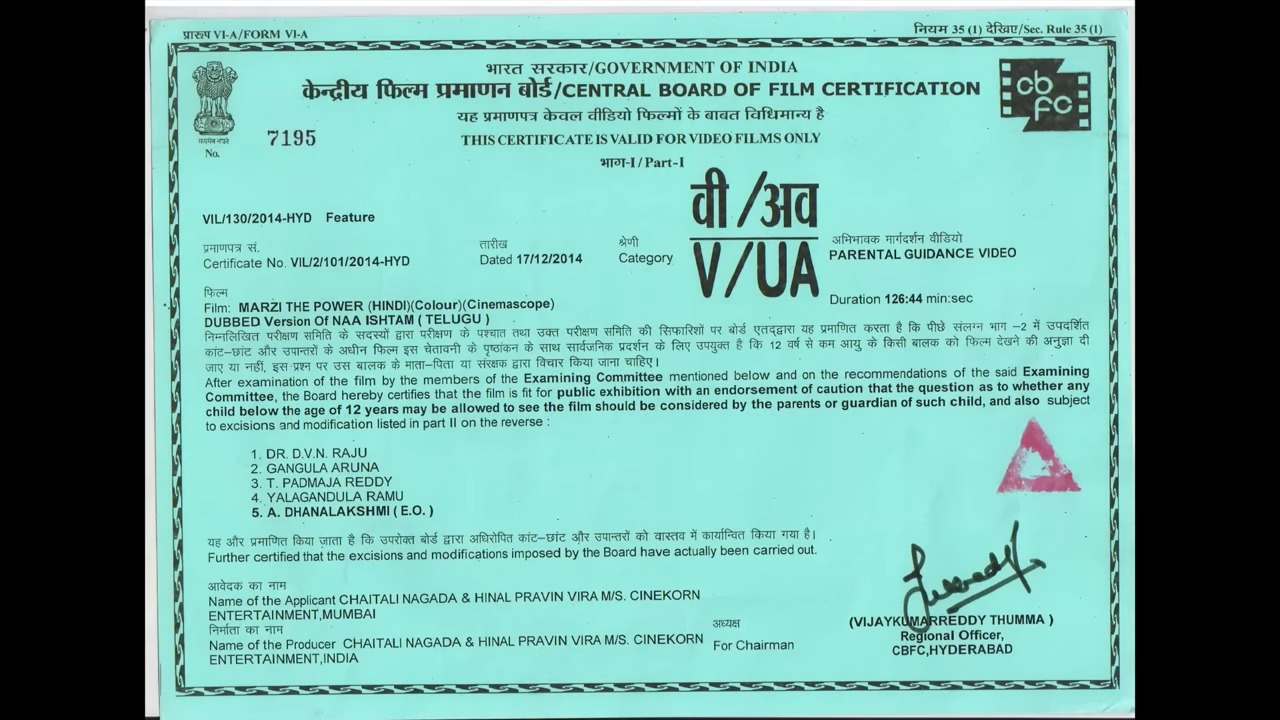 प्रारूप VI-A/FORM VI-A
नियम 35 (1) देखिए/Sec. Rule 35 (1)
भारत सरकार/GOVERNMENT OF INDIA
केन्द्रीय फिल्म प्रमाणन बोर्ड/CENTRAL BOARD OF FILM CERTIFICATION
cb
fc
यह प्रमाणपत्र केवल वीडियो फिल्मों के बाबत विधिमान्य है
सत्यमेव जयते
No. 7195
THIS CERTIFICATE IS VALID FOR VIDEO FILMS ONLY
भाग-I / Part-I
वी/अव
VIL/130/2014-HYD Feature
प्रमाणपत्र सं. तारीख श्रेणी अभिभावक मार्गदर्शन वीडियो
Certificate No. VIL/2/101/2014-HYD Dated 17/12/2014 Category V/UA PARENTAL GUIDANCE VIDEO
Duration 126:44 min:sec
फिल्म
Film: MARZI THE POWER (HINDI)(Colour)(Cinemascope)
DUBBED Version Of NAA ISHTAM ( TELUGU )
निम्नलिखित परीक्षण समिति के सदस्यों द्वारा परीक्षण के पश्चात तथा उक्त परीक्षण समिति की सिफारिशों पर बोर्ड एतद्द्वारा यह प्रमाणित करता है कि पीछे संलग्न भाग –2 में उपदर्शित
कांट–छांट और उपान्तरों के अधीन फिल्म इस चेतावनी के पृष्ठांकन के साथ सार्वजनिक प्रदर्शन के लिए उपयुक्त है कि 12 वर्ष से कम आयु के किसी बालक को फिल्म देखने की अनुज्ञा दी
जाए या नहीं, इस प्रश्न पर उस बालक के माता–पिता या संरक्षक द्वारा विचार किया जाना चाहिए।
After examination of the film by the members of the Examining Committee mentioned below and on the recommendations of the said Examining
Committee, the Board hereby certifies that the film is fit for public exhibition with an endorsement of caution that the question as to whether any
child below the age of 12 years may be allowed to see the film should be considered by the parents or guardian of such child, and also subject
to excisions and modification listed in part II on the reverse :
1. DR. D.V.N. RAJU
2. GANGULA ARUNA
3. T. PADMAJA REDDY
4. YALAGANDULA RAMU
5. A. DHANALAKSHMI ( E.O. )
यह और प्रमाणित किया जाता है कि उपरोक्त बोर्ड द्वारा अधिरोपित कांट–छांट और उपान्तरों को वास्तव में कार्यान्वित किया गया है।
Further certified that the excisions and modifications imposed by the Board have actually been carried out.
आवेदक का नाम
Name of the Applicant CHAITALI NAGADA & HINAL PRAVIN VIRA M/S. CINEKORN
ENTERTAINMENT,MUMBAI
निर्माता का नाम
Name of the Producer CHAITALI NAGADA & HINAL PRAVIN VIRA M/S. CINEKORN
ENTERTAINMENT,INDIA
अध्यक्ष
For Chairman
(VIJAYKUMARREDDY THUMMA )
Regional Officer,
CBFC,HYDERABAD